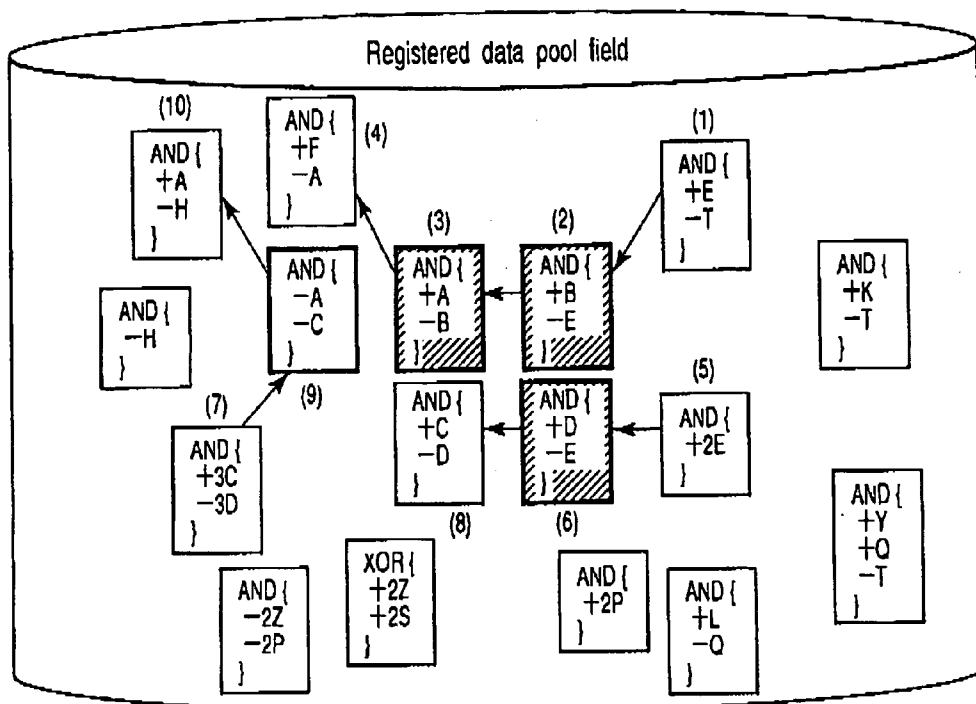 Registered data pool field
(10)
AND {
+A
−H
}
AND {
+F
−A
}
(4)
(1)
AND {
+E
−T
}
(3)
AND {
+A
−B
}
(2)
AND {
+B
−E
}
AND {
−A
−C
}
(9)
AND {
+K
−T
}
AND {
−H
}
(7)
AND {
+3C
−3D
}
AND {
+C
−D
}
(8)
AND {
+D
−E
}
(6)
(5)
AND {
+2E
}
AND {
+Y
+Q
−T
}
AND {
−2Z
−2P
}
XOR {
+2Z
+2S
}
AND {
+2P
}
AND {
+L
−Q
}